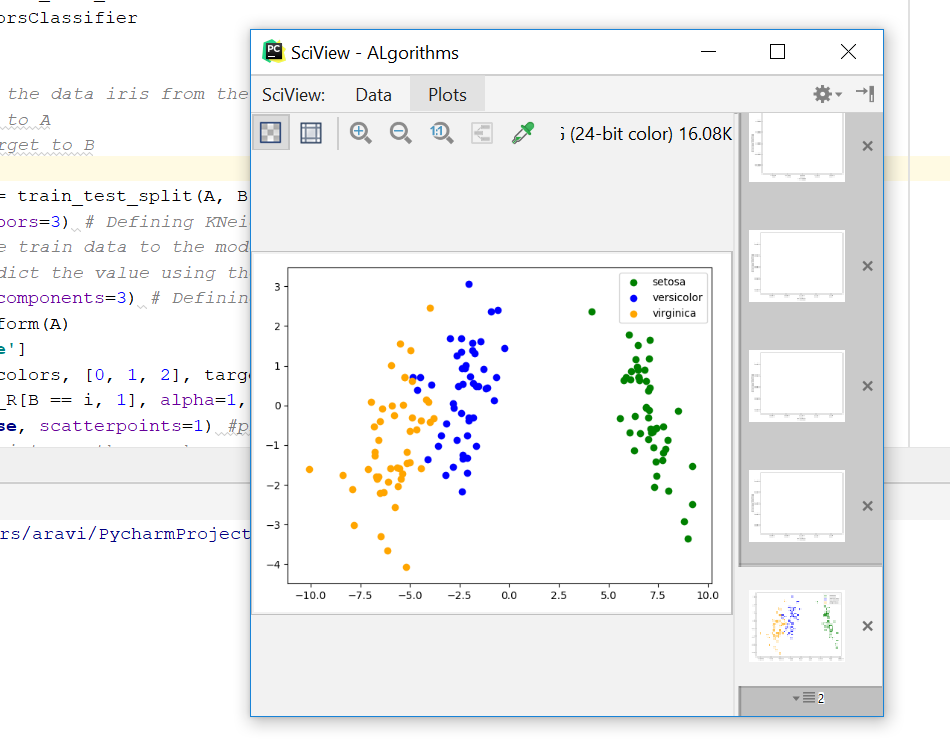 orsClassifier
SciView - ALgorithms
SciView: Data Plots
the data iris from the
to A
rget to B
(24-bit color) 16.08K
= train_test_split(A, B
bors=3) # Defining KNei
e train data to the mod
dict the value using th
components=3) # Definin
form(A)
e']
colors, [0, 1, 2], targ
_R[B == i, 1], alpha=1,
se, scatterpoints=1) #p
rs/aravi/PycharmProject
setosa
versicolor
virginica
3
2
1
0
−1
−2
−3
−4
−10.0 −7.5 −5.0 −2.5 0.0 2.5 5.0 7.5 10.0
2